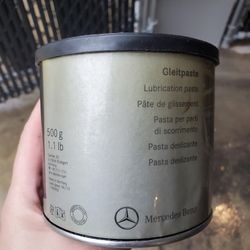 Gleitpaste
Lubrication paste
Pâte de glissement
Pasta per parti
di scommento
Pasta deslizante
Pasta deslizante
500 g
1.1 lb
Mercedes-Benz